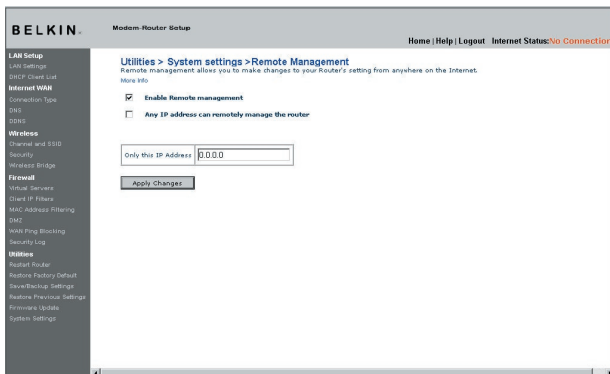 BELKIN.
Modem-Router Setup
Home | Help | Logout Internet Status:No Connection
LAN Setup
LAN Settings
DHCP Client List
Internet WAN
Connection Type
DNS
DDNS
Wireless
Channel and SSID
Security
Wireless Bridge
Firewall
Virtual Servers
Client IP Filters
MAC Address Filtering
DMZ
WAN Ping Blocking
Security Log
Utilities
Restart Router
Restore Factory Default
Save/Backup Settings
Restore Previous Settings
Firmware Update
System Settings
Utilities > System settings >Remote Management
Remote management allows you to make changes to your Router's setting from anywhere on the Internet.
More Info
Enable Remote management
Any IP address can remotely manage the router
Only this IP Address 0.0.0.0
Apply Changes